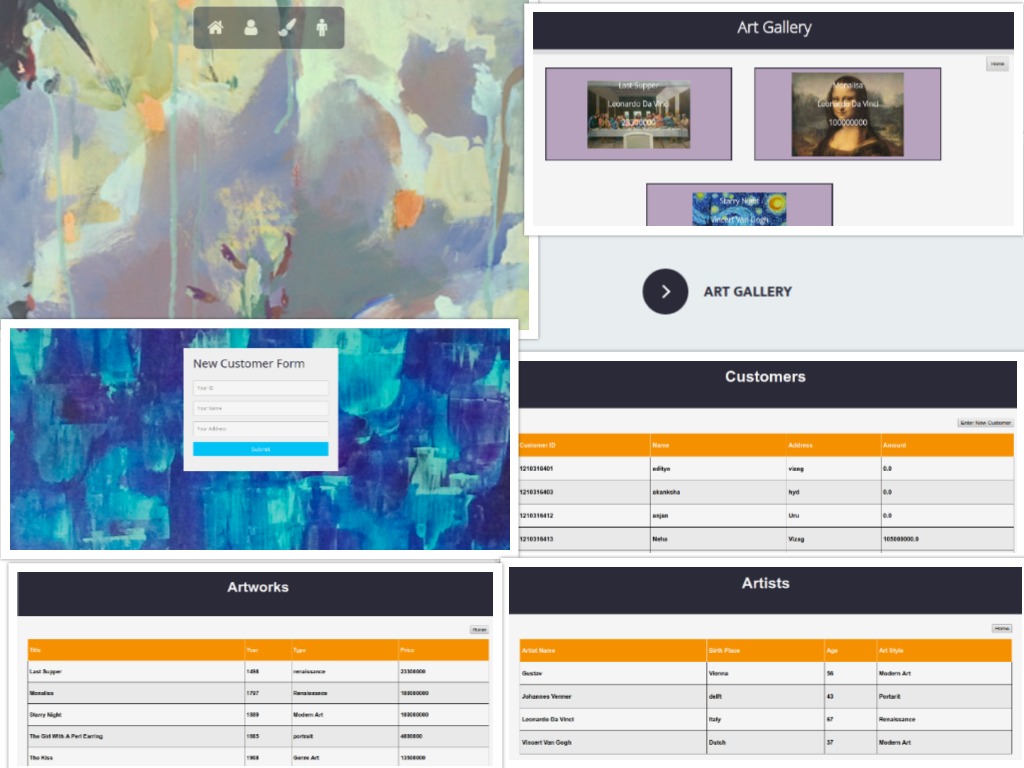 Art Gallery
Home
Last Supper
Leonardo Da Vinci
23300000
Monalisa
Leonardo Da Vinci
100000000
Starry Night
Vincent Van Gogh
ART GALLERY
New Customer Form
Your ID
Your Name
Your Address
Submit
Customers
Enter New Customer
Customer ID Name Address Amount
1210316401 aditya vizag 0.0
1210316403 akanksha hyd 0.0
1210316412 anjan Uru 0.0
1210316413 Neha Vizag 105000000.0
Artworks
Home
Title Year Type Price
Last Supper renaissance 23300000
Monalisa 1797 Renaissance 100000000
Starry Night 1889 Modern Art 100000000
The Girl With A Perl Earring 1665 portrait
The Kiss 1908 Genre Art
Artists
Home
Artist Name Birth Place Age Art Style
Gustav Vienna 56 Modern Art
Johannes Vermer delft 43 Portarit
Leonardo Da Vinci Italy 67 Renaissance
Vincert Van Gogh Dutch 37 Modern Art